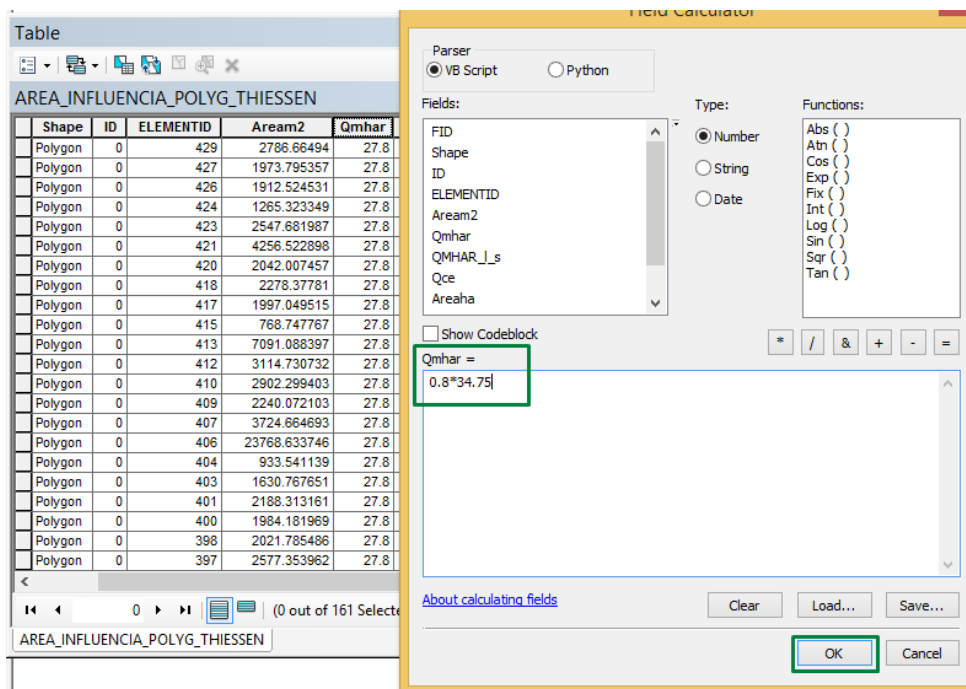 Table
AREA_INFLUENCIA_POLYG_THIESSEN
Shape ID ELEMENTID Aream2 Qmhar
Polygon 0 429 2786.66494 27.8
Polygon 0 427 1973.795357 27.8
Polygon 0 426 1912.524531 27.8
Polygon 0 424 1265.323349 27.8
Polygon 0 423 2547.681987 27.8
Polygon 0 421 4256.522898 27.8
Polygon 0 420 2042.007457 27.8
Polygon 0 418 2278.37781 27.8
Polygon 0 417 1997.049515 27.8
Polygon 0 415 768.747767 27.8
Polygon 0 413 7091.088397 27.8
Polygon 0 412 3114.730732 27.8
Polygon 0 410 2902.299403 27.8
Polygon 0 409 2240.072103 27.8
Polygon 0 407 3724.664693 27.8
Polygon 0 406 23768.633746 27.8
Polygon 0 404 933.541139 27.8
Polygon 0 403 1630.767651 27.8
Polygon 0 401 2188.313161 27.8
Polygon 0 400 1984.181969 27.8
Polygon 0 398 2021.785486 27.8
Polygon 0 397 2577.353962 27.8
0 (0 out of 161 Selecte
AREA_INFLUENCIA_POLYG_THIESSEN
Field Calculator
Parser
VB Script Python
Fields:
FID
Shape
ID
ELEMENTID
Aream2
Qmhar
QMHAR_l_s
Qce
Areaha
Type:
Number
String
Date
Functions:
Abs ( )
Atn ( )
Cos ( )
Exp ( )
Fix ( )
Int ( )
Log ( )
Sin ( )
Sqr ( )
Tan ( )
Show Codeblock
* / & + - =
Qmhar =
0.8*34.75
About calculating fields
Clear Load... Save...
OK Cancel